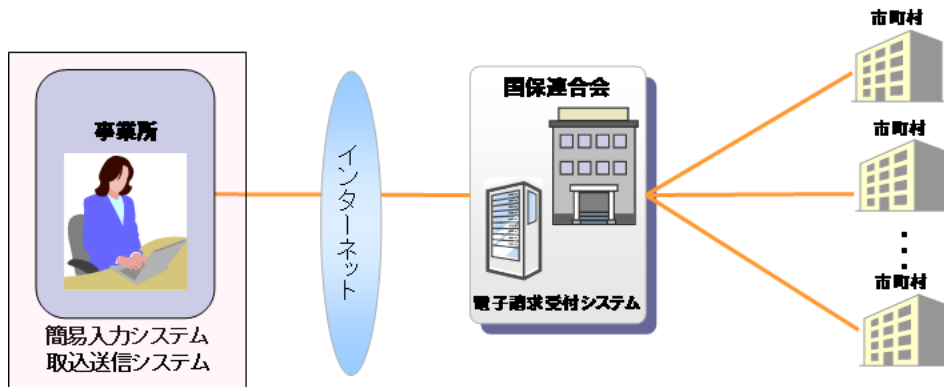 事業所
簡易入力システム
取込送信システム
インターネット
国保連合会
電子請求受付システム
市町村
市町村
市町村